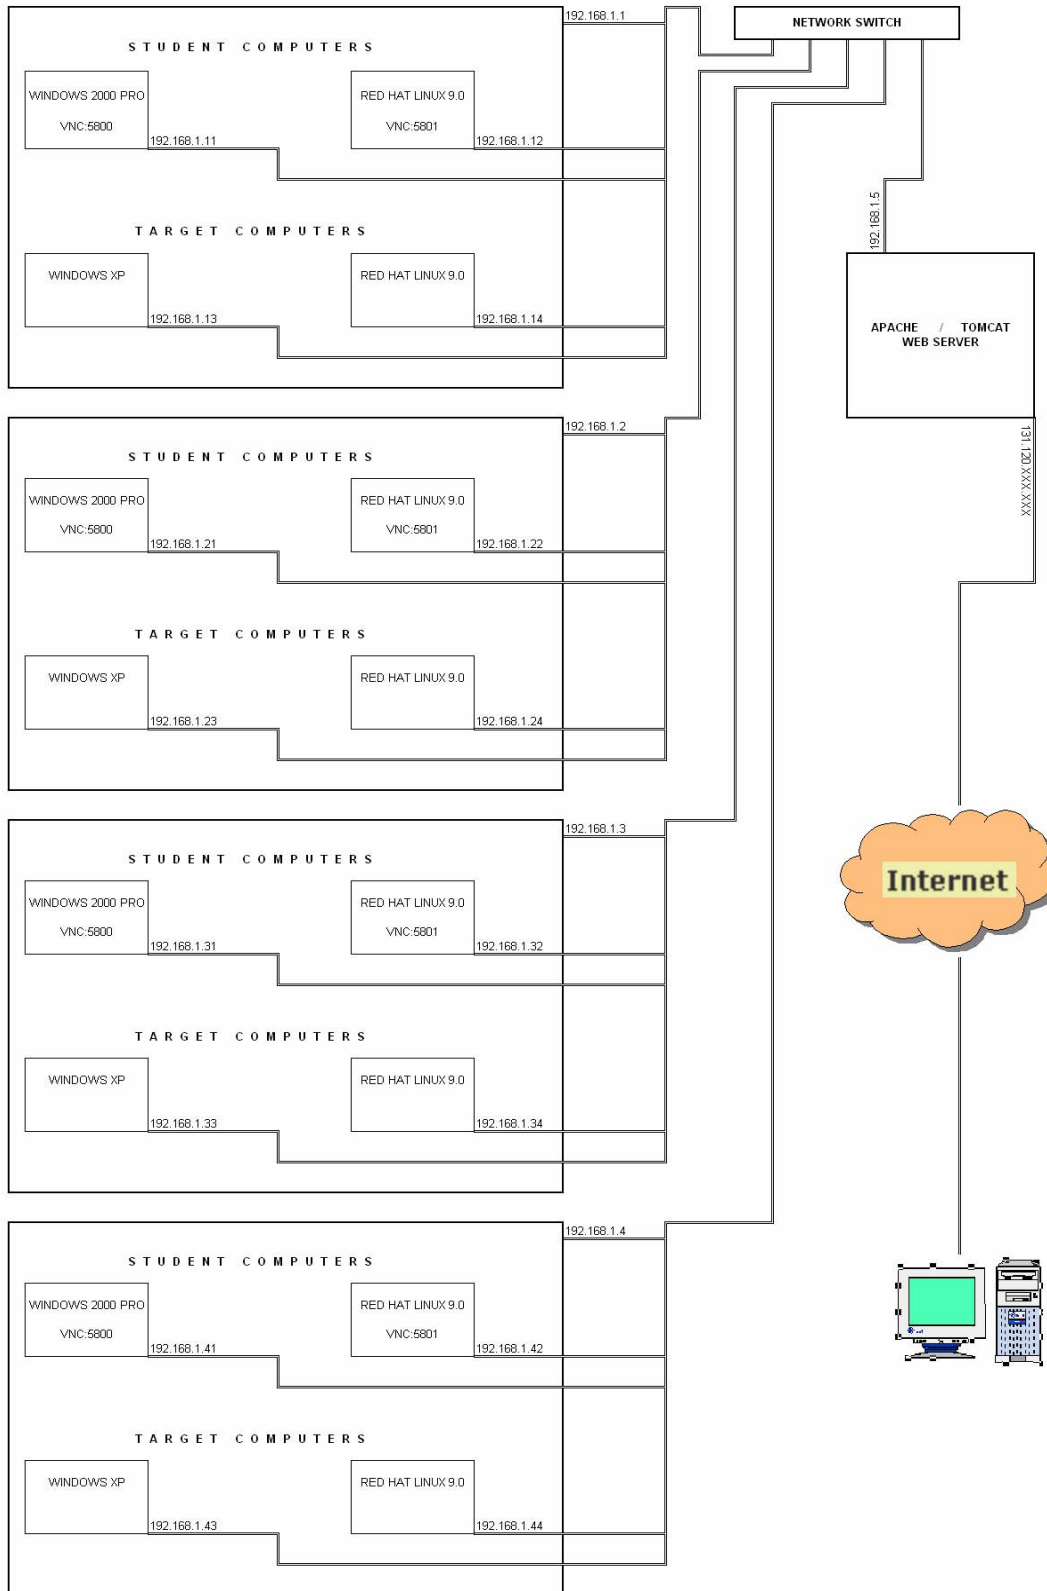 192.168.1.1
NETWORK SWITCH
STUDENT COMPUTERS
WINDOWS 2000 PRO
VNC:5800
192.168.1.11
RED HAT LINUX 9.0
VNC:5801
192.168.1.12
TARGET COMPUTERS
WINDOWS XP
192.168.1.13
RED HAT LINUX 9.0
192.168.1.14
192.168.1.5
APACHE / TOMCAT
WEB SERVER
131.120.XXX.XXX
192.168.1.2
STUDENT COMPUTERS
WINDOWS 2000 PRO
VNC:5800
192.168.1.21
RED HAT LINUX 9.0
VNC:5801
192.168.1.22
TARGET COMPUTERS
WINDOWS XP
192.168.1.23
RED HAT LINUX 9.0
192.168.1.24
192.168.1.3
STUDENT COMPUTERS
WINDOWS 2000 PRO
VNC:5800
192.168.1.31
RED HAT LINUX 9.0
VNC:5801
192.168.1.32
TARGET COMPUTERS
WINDOWS XP
192.168.1.33
RED HAT LINUX 9.0
192.168.1.34
Internet
192.168.1.4
STUDENT COMPUTERS
WINDOWS 2000 PRO
VNC:5800
192.168.1.41
RED HAT LINUX 9.0
VNC:5801
192.168.1.42
TARGET COMPUTERS
WINDOWS XP
192.168.1.43
RED HAT LINUX 9.0
192.168.1.44